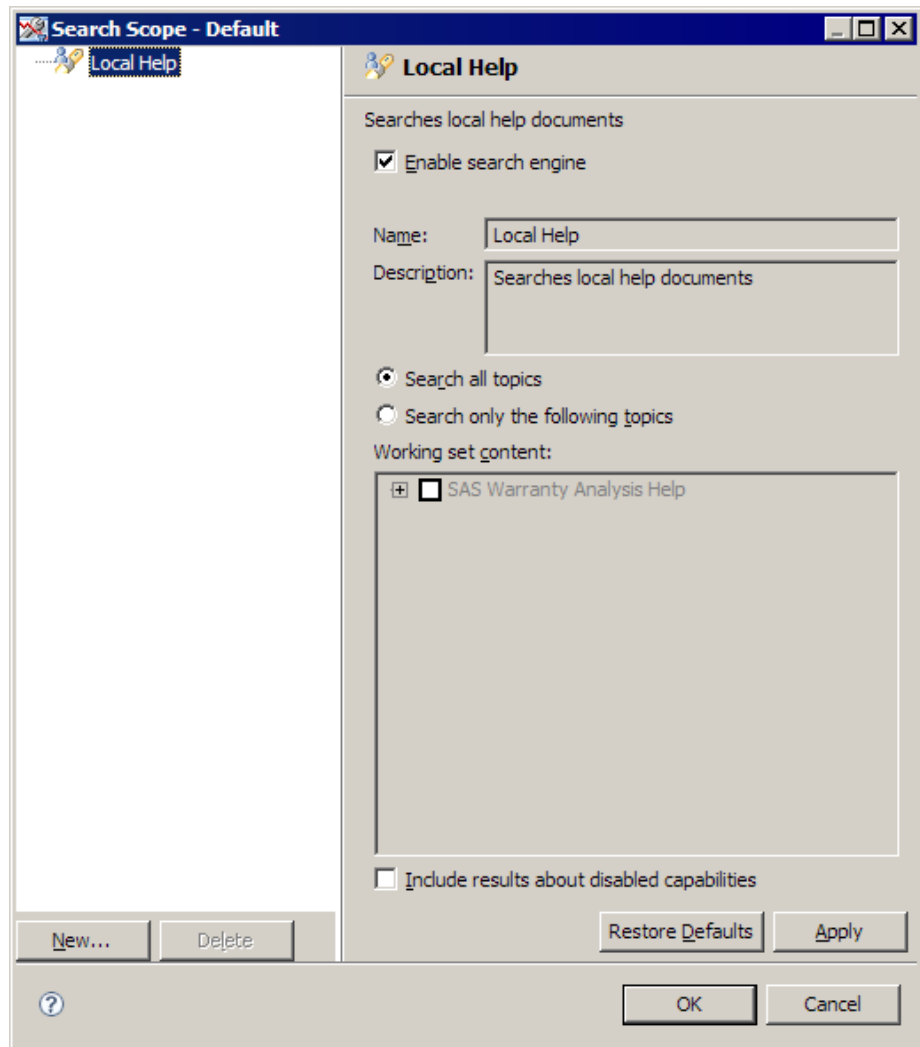 Search Scope - Default
Local Help
Local Help
Searches local help documents
Enable search engine
Name: Local Help
Description: Searches local help documents
Search all topics
Search only the following topics
Working set content:
SAS Warranty Analysis Help
Include results about disabled capabilities
New... Delete Restore Defaults Apply
? OK Cancel